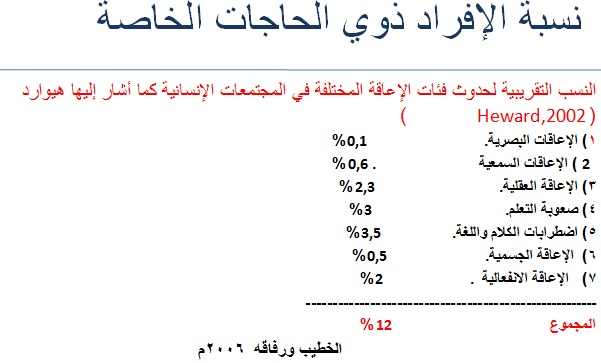 نسبة الإفراد ذوي الحاجات الخاصة
النسب التقريبية لحدوث فئات الإعاقة المختلفة في المجتمعات الإنسانية كما أشار إليها هيوارد
( Heward,2002 )
١) الإعاقات البصرية. 0,1%
2 ) الإعاقات السمعية . 0,6%
٣) الإعاقة العقلية. 2,3%
٤) صعوبة التعلم. 3%
٥) اضطرابات الكلام واللغة. 3,5%
٦) الإعاقة الجسمية. 0,5%
٧) الإعاقة الانفعالية . 2%
------------------------------------------------------
المجموع 12 %
الخطيب ورفاقه ٢٠٠٦م